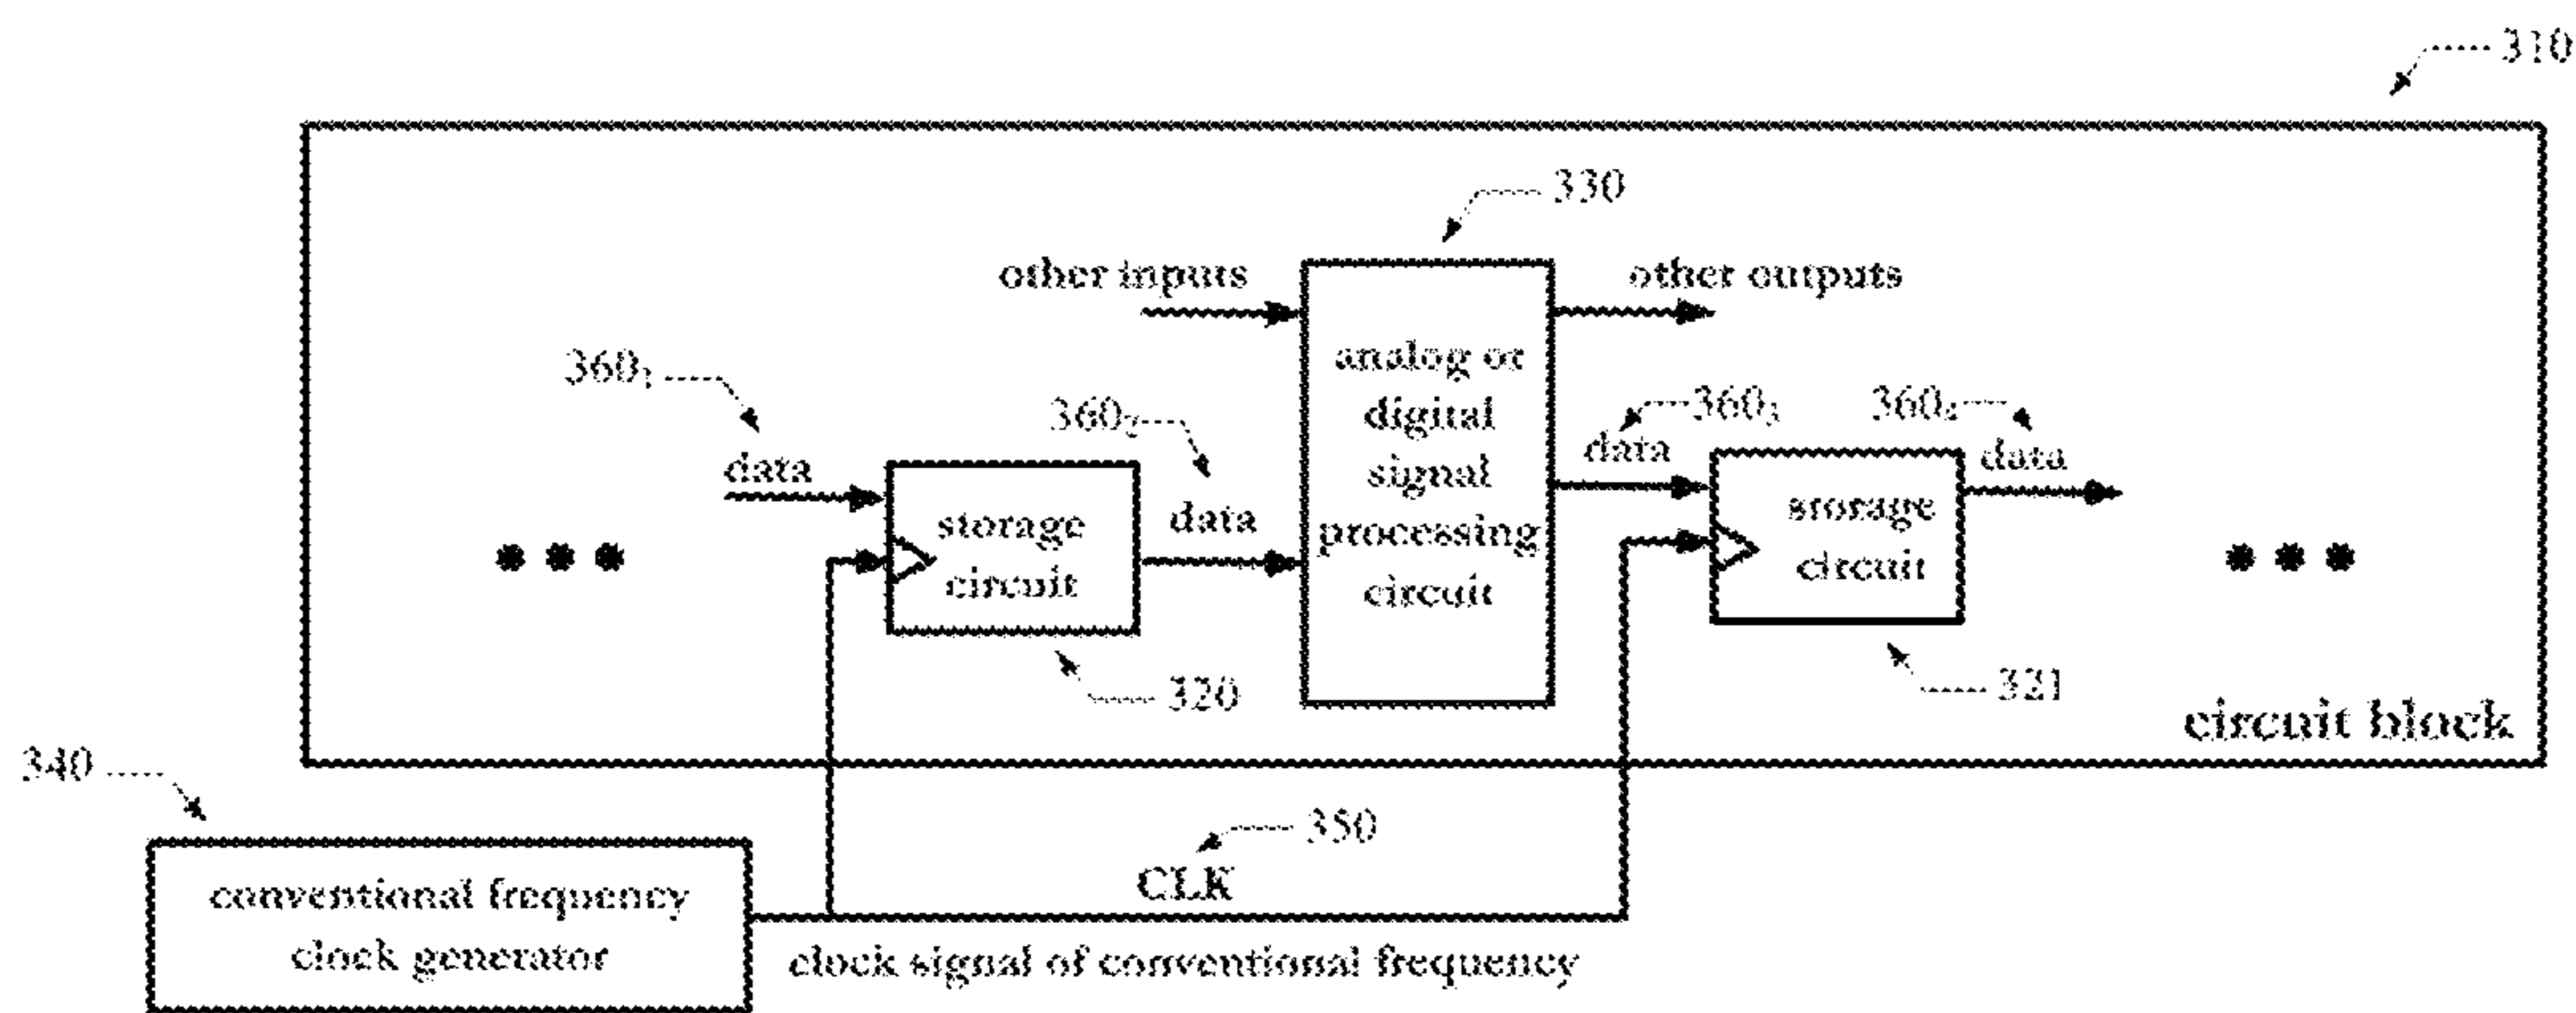 310
330
other inputs
other outputs
analog or
digital
signal
processing
circuit
360₁
360₂
360₃
360₄
data
data
data
data
storage
circuit
storage
circuit
320
321
circuit block
340
350
CLK
conventional frequency
clock generator
clock signal of conventional frequency